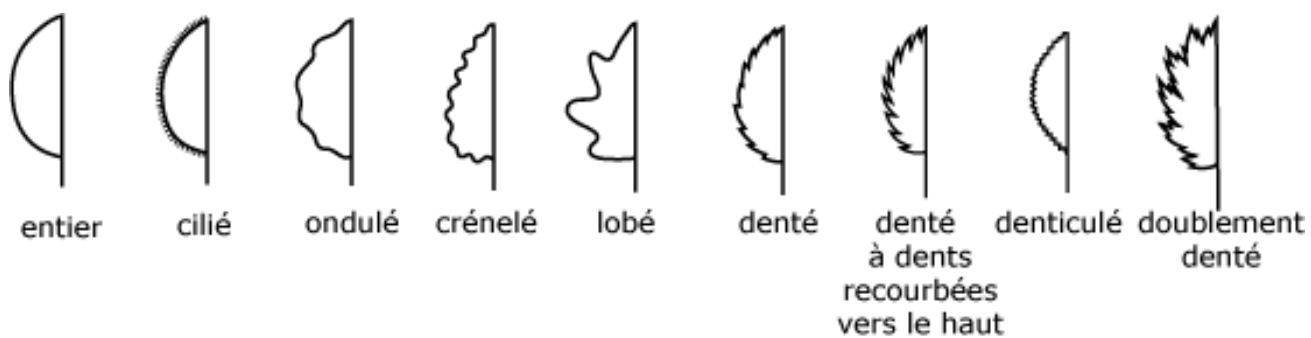 entier
cilié
ondulé
crénelé
lobé
denté
denté
à dents
recourbées
vers le haut
denticulé
doublement
denté